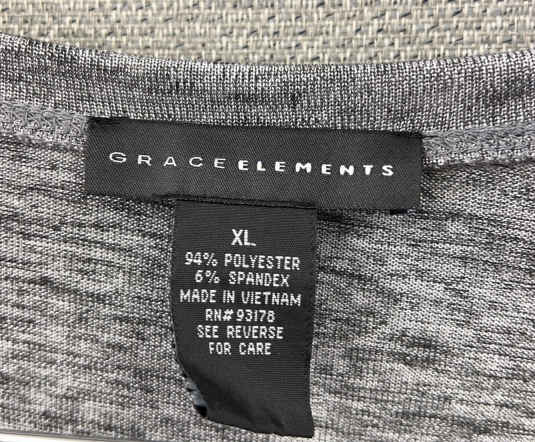 GRACEELEMENTS
XL
94% POLYESTER
6% SPANDEX
MADE IN VIETNAM
RN# 93178
SEE REVERSE
FOR CARE